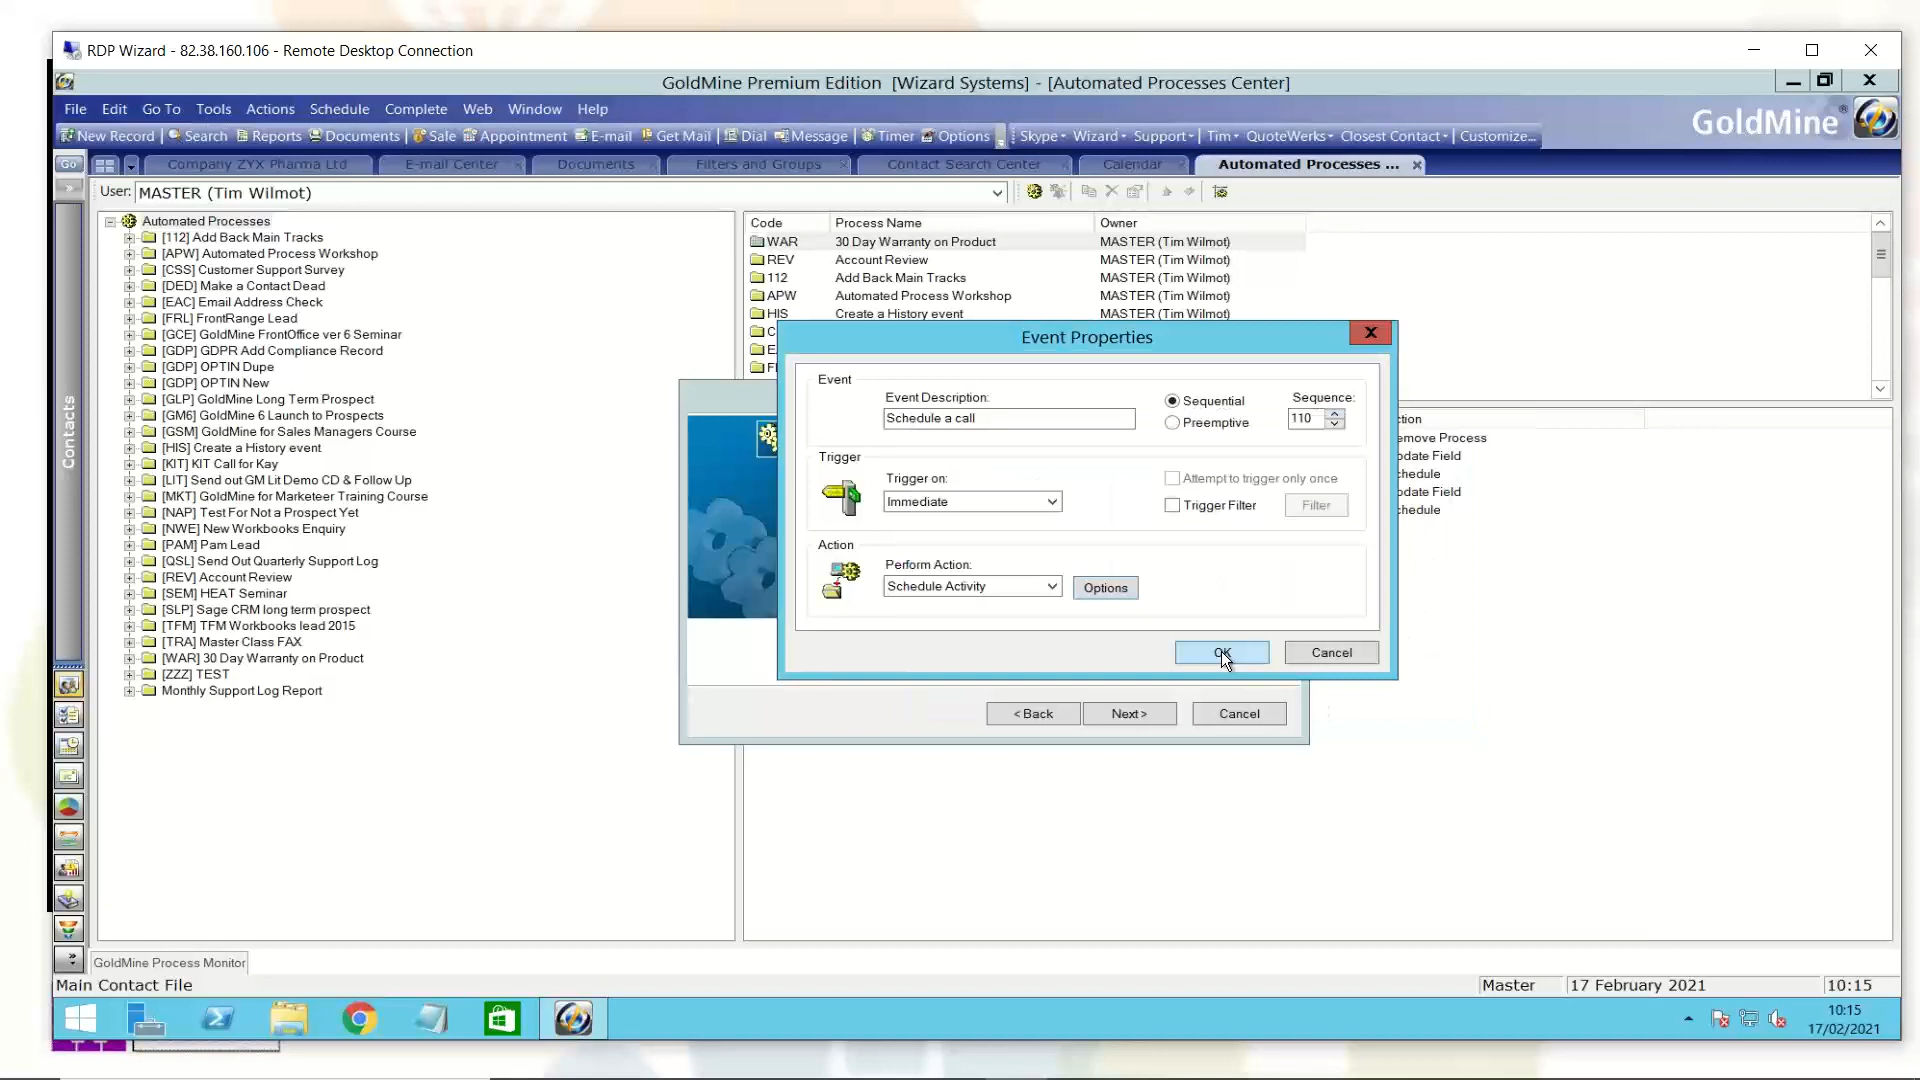 RDP Wizard - 82.38.160.106 - Remote Desktop Connection
GoldMine Premium Edition [Wizard Systems] - [Automated Processes Center]
File Edit Go To Tools Actions Schedule Complete Web Window Help
GoldMine
New Record Search Reports Documents Sale Appointment E-mail Get Mail Dial Message Timer Options Skype Wizard Support Tim QuoteWerks Closest Contact Customize...
Go Company ZYX Pharma Ltd E-mail Center Documents Filters and Groups Contact Search Center Calendar Automated Processes ...
User: MASTER (Tim Wilmot)
Contacts
Automated Processes
[112] Add Back Main Tracks
[APW] Automated Process Workshop
[CSS] Customer Support Survey
[DED] Make a Contact Dead
[EAC] Email Address Check
[FRL] FrontRange Lead
[GCE] GoldMine FrontOffice ver 6 Seminar
[GDP] GDPR Add Compliance Record
[GDP] OPTIN Dupe
[GDP] OPTIN New
[GLP] GoldMine Long Term Prospect
[GM6] GoldMine 6 Launch to Prospects
[GSM] GoldMine for Sales Managers Course
[HIS] Create a History event
[KIT] KIT Call for Kay
[LIT] Send out GM Lit Demo CD & Follow Up
[MKT] GoldMine for Marketeer Training Course
[NAP] Test For Not a Prospect Yet
[NWE] New Workbooks Enquiry
[PAM] Pam Lead
[QSL] Send Out Quarterly Support Log
[REV] Account Review
[SEM] HEAT Seminar
[SLP] Sage CRM long term prospect
[TFM] TFM Workbooks lead 2015
[TRA] Master Class FAX
[WAR] 30 Day Warranty on Product
[ZZZ] TEST
Monthly Support Log Report
Code Process Name Owner
WAR 30 Day Warranty on Product MASTER (Tim Wilmot)
REV Account Review MASTER (Tim Wilmot)
112 Add Back Main Tracks MASTER (Tim Wilmot)
APW Automated Process Workshop MASTER (Tim Wilmot)
HIS Create a History event MASTER (Tim Wilmot)
C
E
F
ction
emove Process
pdate Field
chedule
pdate Field
chedule
Event Properties
Event
Event Description:
Schedule a call
Sequential
Preemptive
Sequence:
110
Trigger
Trigger on:
Immediate
Attempt to trigger only once
Trigger Filter
Filter
Action
Perform Action:
Schedule Activity
Options
OK Cancel
< Back Next> Cancel
GoldMine Process Monitor
Main Contact File Master 17 February 2021 10:15
10:15
17/02/2021